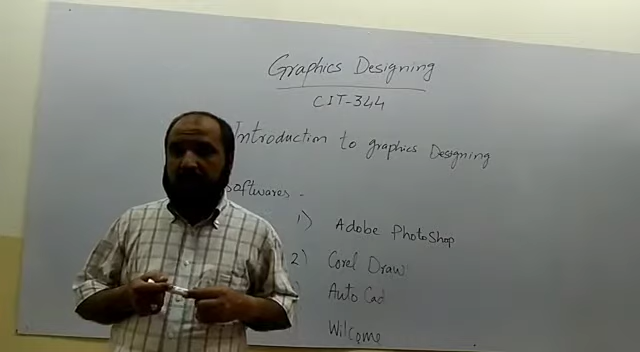 Graphics Designing
CIT-344
Introduction to graphics Designing
Softwares -
1) Adobe PhotoShop
2) Corel Draw
Auto Cad
Wilcome